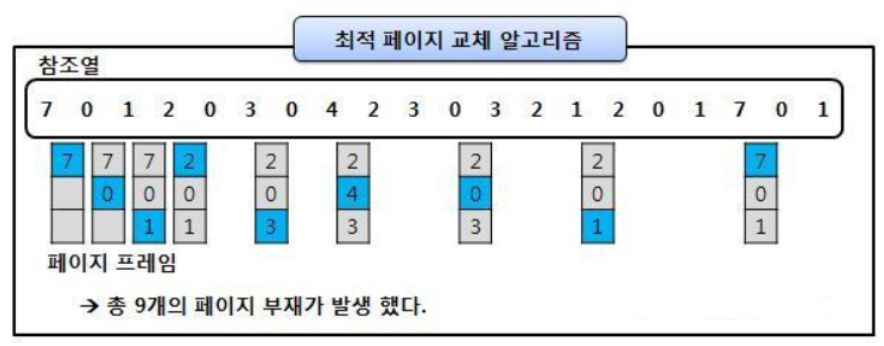 최적 페이지 교체 알고리즘
참조열
7 0 1 2 0 3 0 4 2 3 0 3 2 1 2 0 1 7 0 1
7 7 7 2 2 2 2 2 7
0 0 0 0 4 0 0 0
1 1 3 3 3 1 1
페이지 프레임
→ 총 9개의 페이지 부재가 발생 했다.